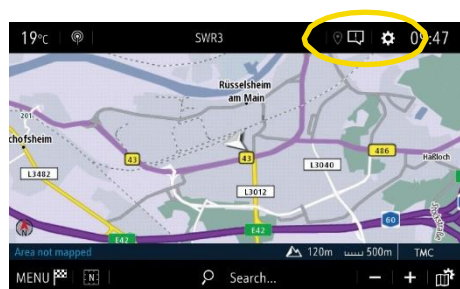 19°C SWR3 09:47
Rüsselsheim
am Main
201
chofsheim
43
43
486
Haßloch
L3482
L3040
L3012
60
E42
E42
N
Area not mapped 120m 500m TMC
MENU N Search... − +